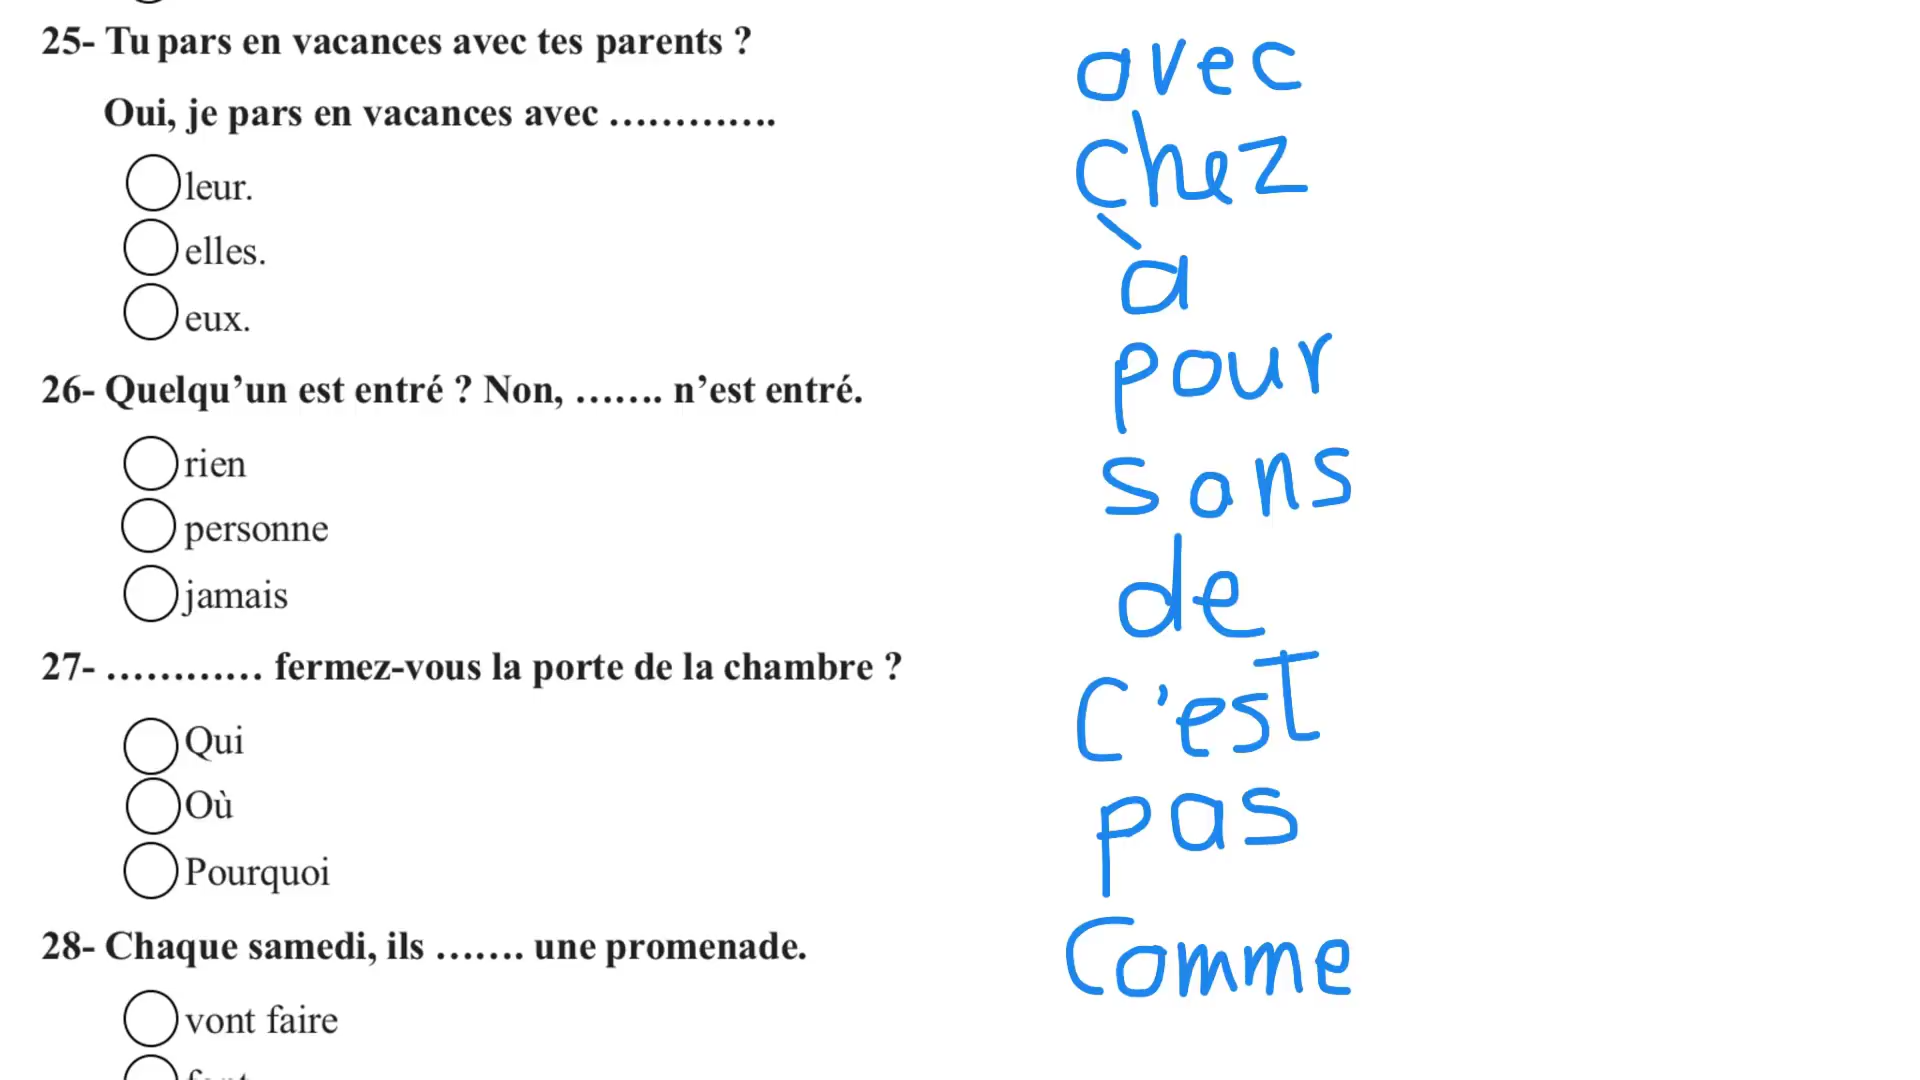 25- Tu pars en vacances avec tes parents ?
Oui, je pars en vacances avec .............
leur.
elles.
eux.
26- Quelqu’un est entré ? Non, ....... n’est entré.
rien
personne
jamais
27- ............ fermez-vous la porte de la chambre ?
Qui
Où
Pourquoi
28- Chaque samedi, ils ....... une promenade.
vont faire
avec
chez
à
pour
sans
de
C'est
pas
Comme